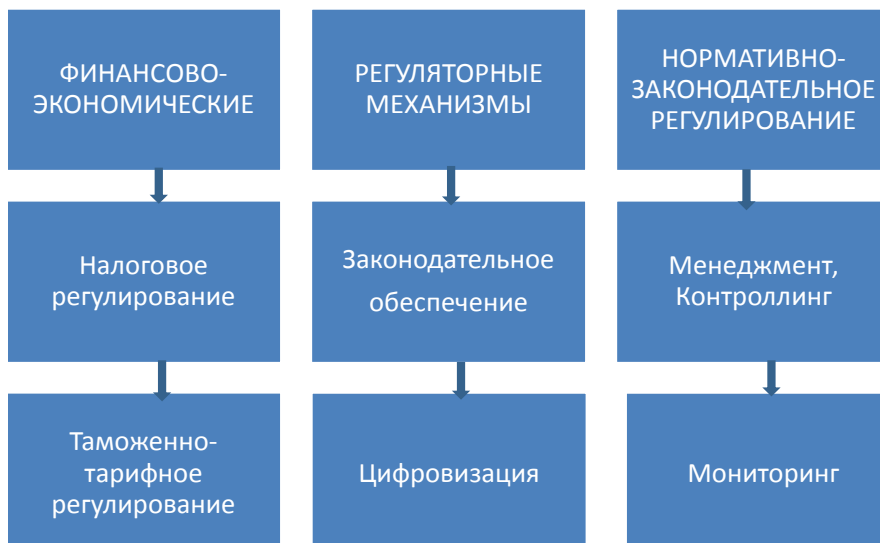 ФИНАНСОВО-
ЭКОНОМИЧЕСКИЕ
РЕГУЛЯТОРНЫЕ
МЕХАНИЗМЫ
НОРМАТИВНО-
ЗАКОНОДАТЕЛЬНОЕ
РЕГУЛИРОВАНИЕ
Налоговое
регулирование
Законодательное
обеспечение
Менеджмент,
Контроллинг
Таможенно-
тарифное
регулирование
Цифровизация
Мониторинг